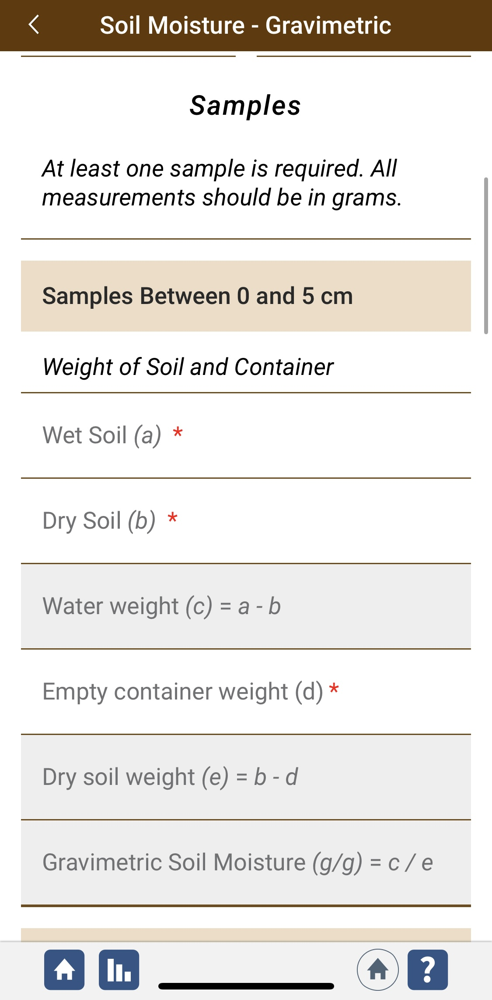 Soil Moisture - Gravimetric
Samples
At least one sample is required. All
measurements should be in grams.
Samples Between 0 and 5 cm
Weight of Soil and Container
Wet Soil (a) *
Dry Soil (b) *
Water weight (c) = a - b
Empty container weight (d) *
Dry soil weight (e) = b - d
Gravimetric Soil Moisture (g/g) = c / e
?